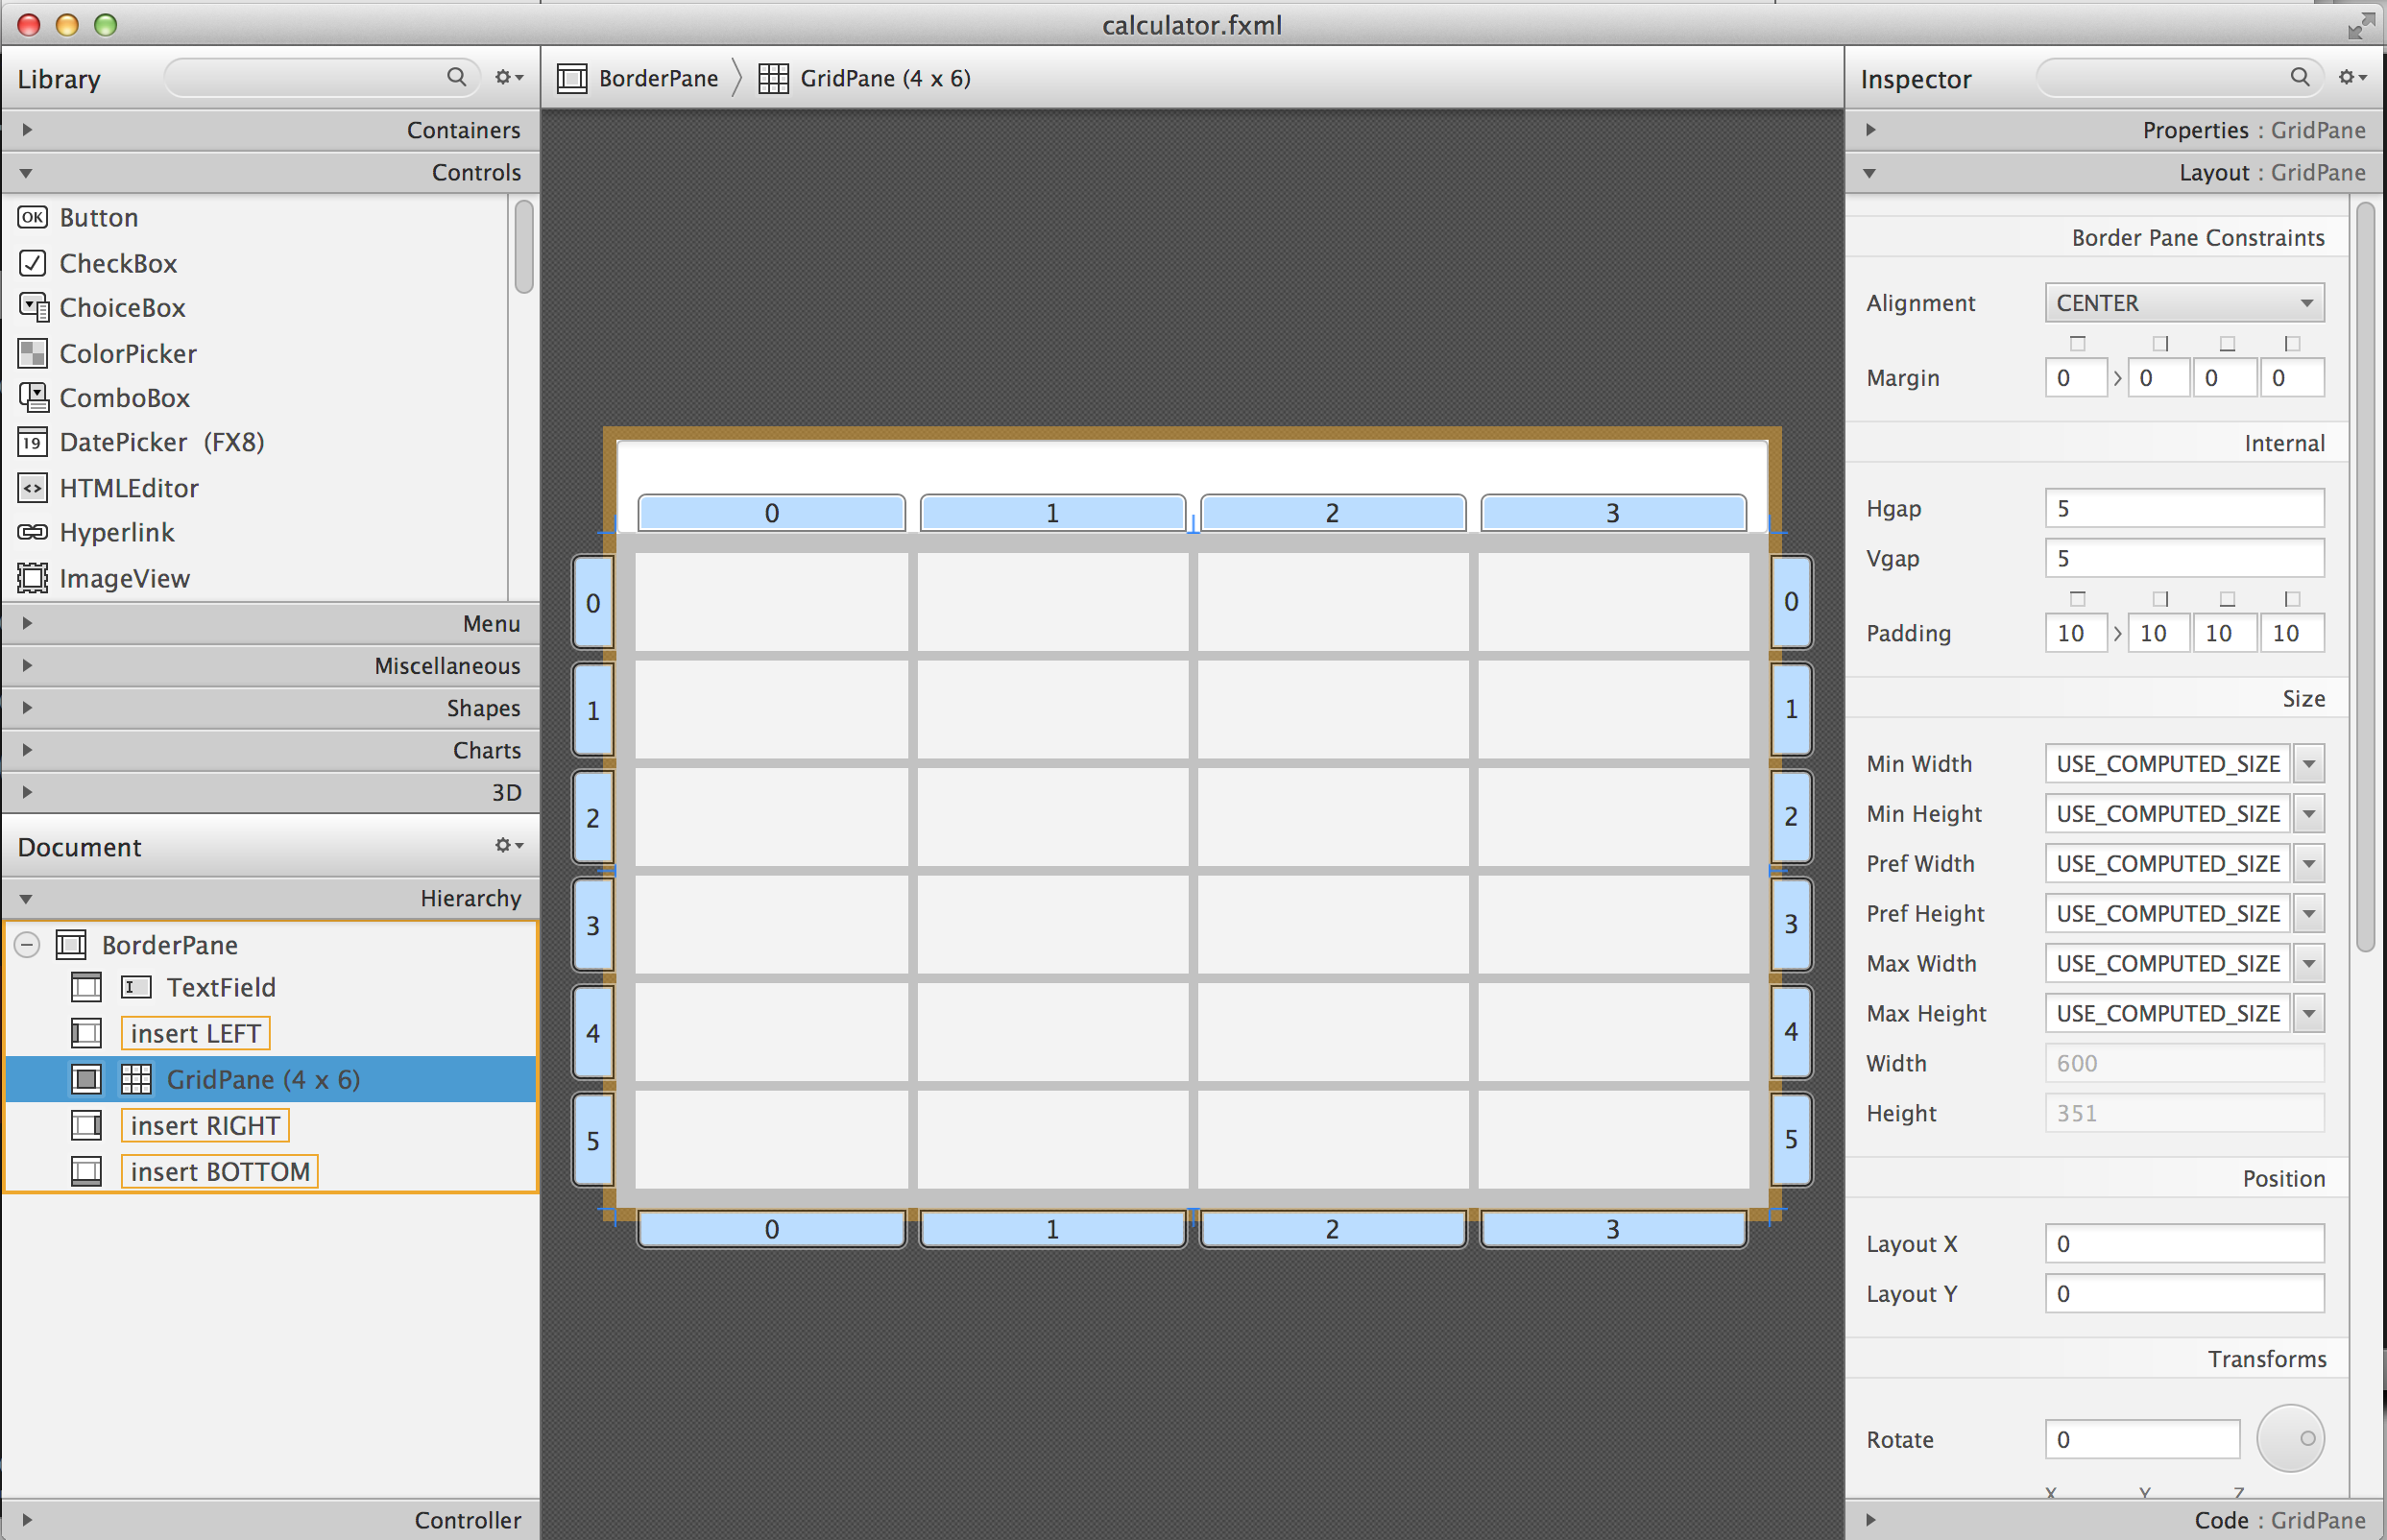 calculator.fxml
Library
Containers
Controls
OK Button
CheckBox
ChoiceBox
ColorPicker
ComboBox
19 DatePicker (FX8)
<> HTMLEditor
Hyperlink
ImageView
Menu
Miscellaneous
Shapes
Charts
3D
Document
Hierarchy
BorderPane
TextField
insert LEFT
GridPane (4 x 6)
insert RIGHT
insert BOTTOM
Controller
BorderPane GridPane (4 x 6)
0 1 2 3
0 0
1 1
2 2
3 3
4 4
5 5
0 1 2 3
Inspector
Properties : GridPane
Layout : GridPane
Border Pane Constraints
Alignment CENTER
Margin 0 > 0 0 0
Internal
Hgap 5
Vgap 5
Padding 10 > 10 10 10
Size
Min Width USE_COMPUTED_SIZE
Min Height USE_COMPUTED_SIZE
Pref Width USE_COMPUTED_SIZE
Pref Height USE_COMPUTED_SIZE
Max Width USE_COMPUTED_SIZE
Max Height USE_COMPUTED_SIZE
Width 600
Height 351
Position
Layout X 0
Layout Y 0
Transforms
Rotate 0
X Y Z
Code : GridPane